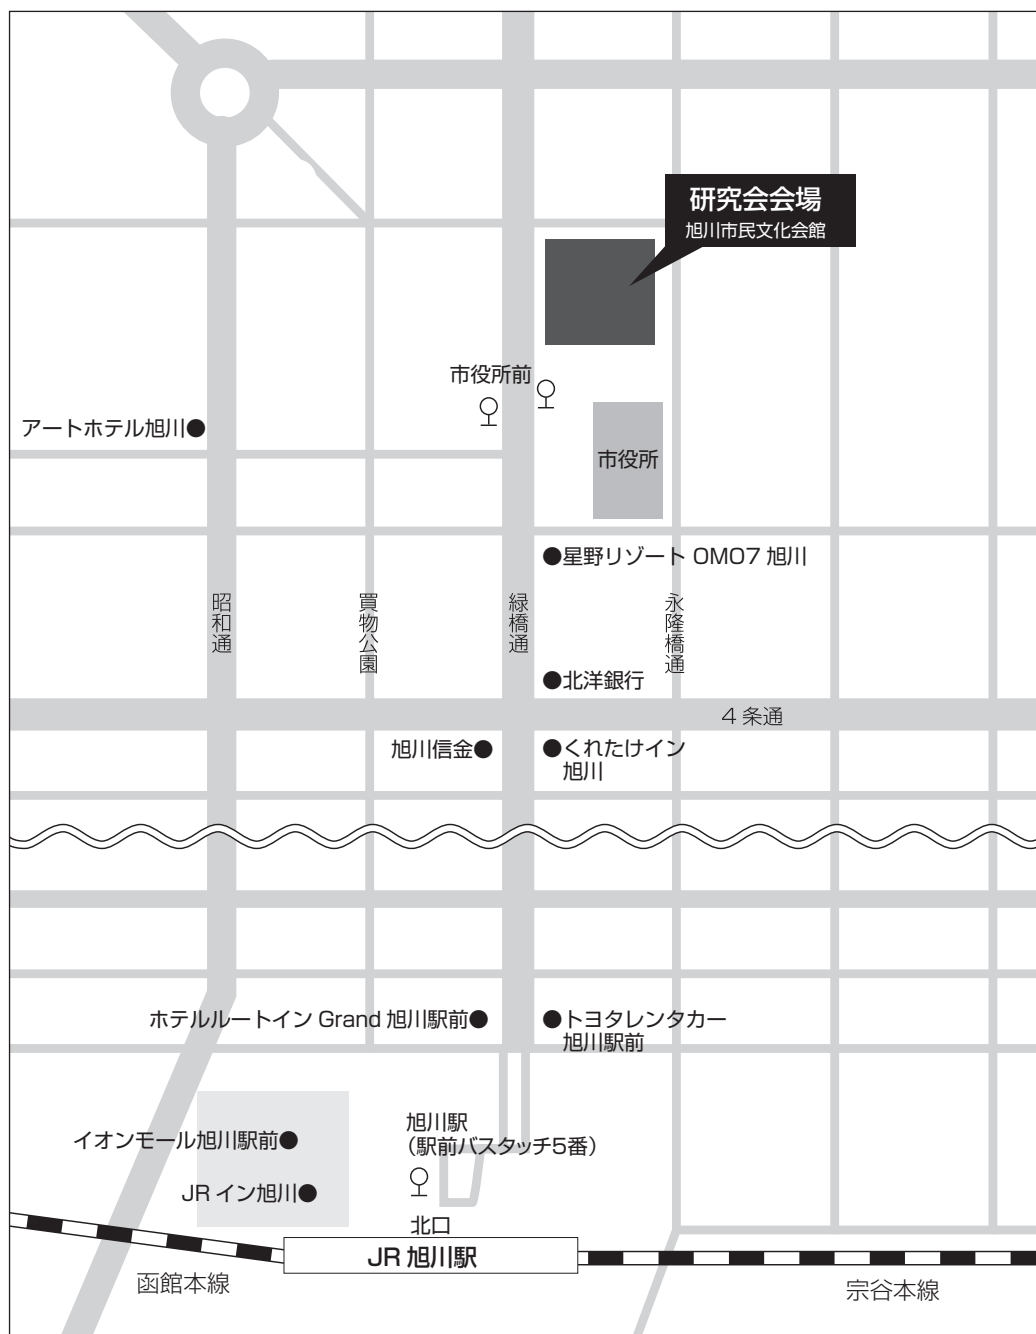 研究会会場
旭川市民文化会館
市役所前
アートホテル旭川
市役所
星野リゾート OMO7 旭川
昭和通
買物公園
緑橋通
永隆橋通
北洋銀行
4条通
旭川信金
くれたけイン
旭川
ホテルルートイン Grand 旭川駅前
トヨタレンタカー
旭川駅前
旭川駅
(駅前バスタッチ5番)
イオンモール旭川駅前
JR イン旭川
北口
JR 旭川駅
函館本線
宗谷本線